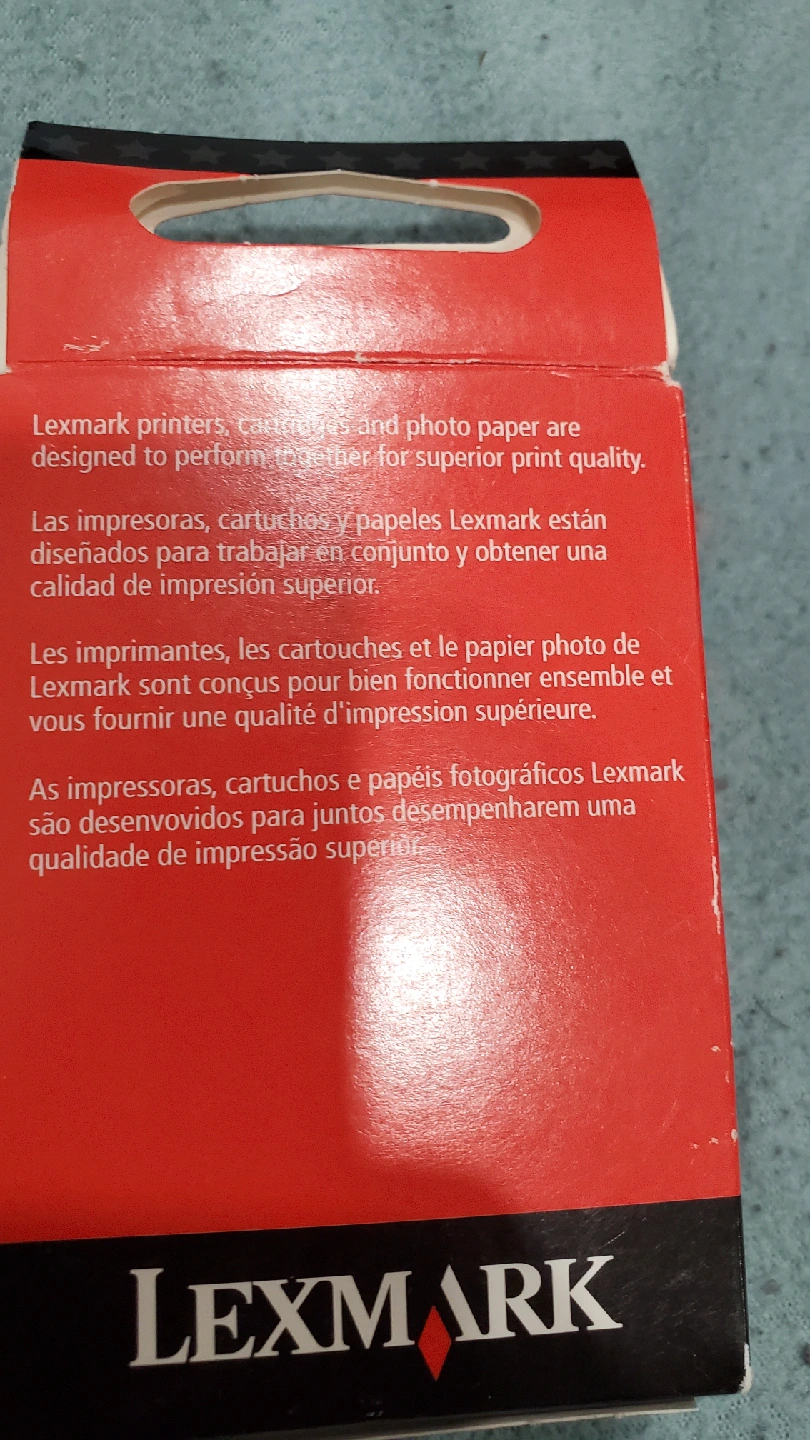 Lexmark printers, cartridges and photo paper are
designed to perform together for superior print quality.
Las impresoras, cartuchos y papeles Lexmark están
diseñados para trabajar en conjunto y obtener una
calidad de impresión superior.
Les imprimantes, les cartouches et le papier photo de
Lexmark sont conçus pour bien fonctionner ensemble et
vous fournir une qualité d'impression supérieure.
As impressoras, cartuchos e papéis fotográficos Lexmark
são desenvovidos para juntos desempenharem uma
qualidade de impressão superior.
LEXMARK